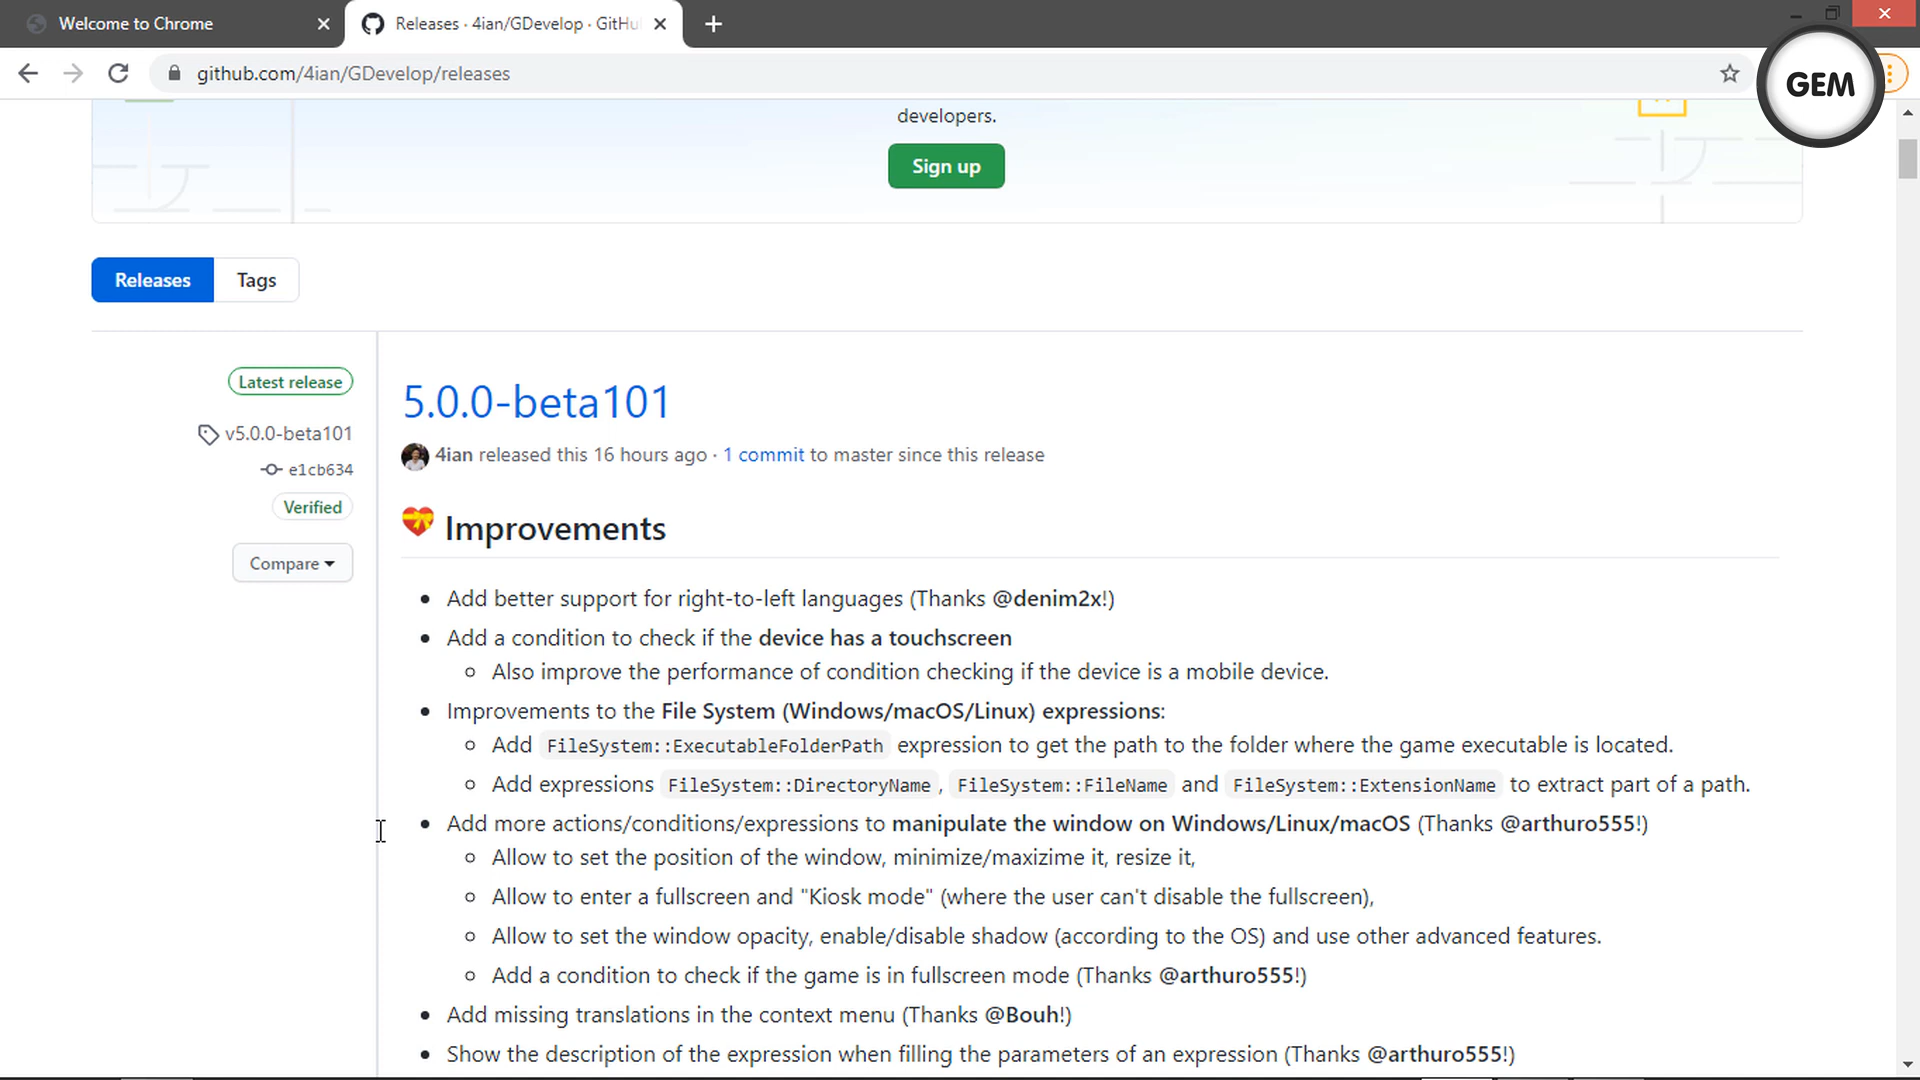 Welcome to Chrome
Releases · 4ian/GDevelop · GitHu
github.com/4ian/GDevelop/releases
GEM
developers.
Sign up
Releases
Tags
Latest release
v5.0.0-beta101
e1cb634
Verified
Compare
5.0.0-beta101
4ian released this 16 hours ago · 1 commit to master since this release
Improvements
Add better support for right-to-left languages (Thanks @denim2x!)
Add a condition to check if the device has a touchscreen
Also improve the performance of condition checking if the device is a mobile device.
Improvements to the File System (Windows/macOS/Linux) expressions:
Add FileSystem::ExecutableFolderPath expression to get the path to the folder where the game executable is located.
Add expressions FileSystem::DirectoryName, FileSystem::FileName and FileSystem::ExtensionName to extract part of a path.
Add more actions/conditions/expressions to manipulate the window on Windows/Linux/macOS (Thanks @arthuro555!)
Allow to set the position of the window, minimize/maxizime it, resize it,
Allow to enter a fullscreen and "Kiosk mode" (where the user can't disable the fullscreen),
Allow to set the window opacity, enable/disable shadow (according to the OS) and use other advanced features.
Add a condition to check if the game is in fullscreen mode (Thanks @arthuro555!)
Add missing translations in the context menu (Thanks @Bouh!)
Show the description of the expression when filling the parameters of an expression (Thanks @arthuro555!)